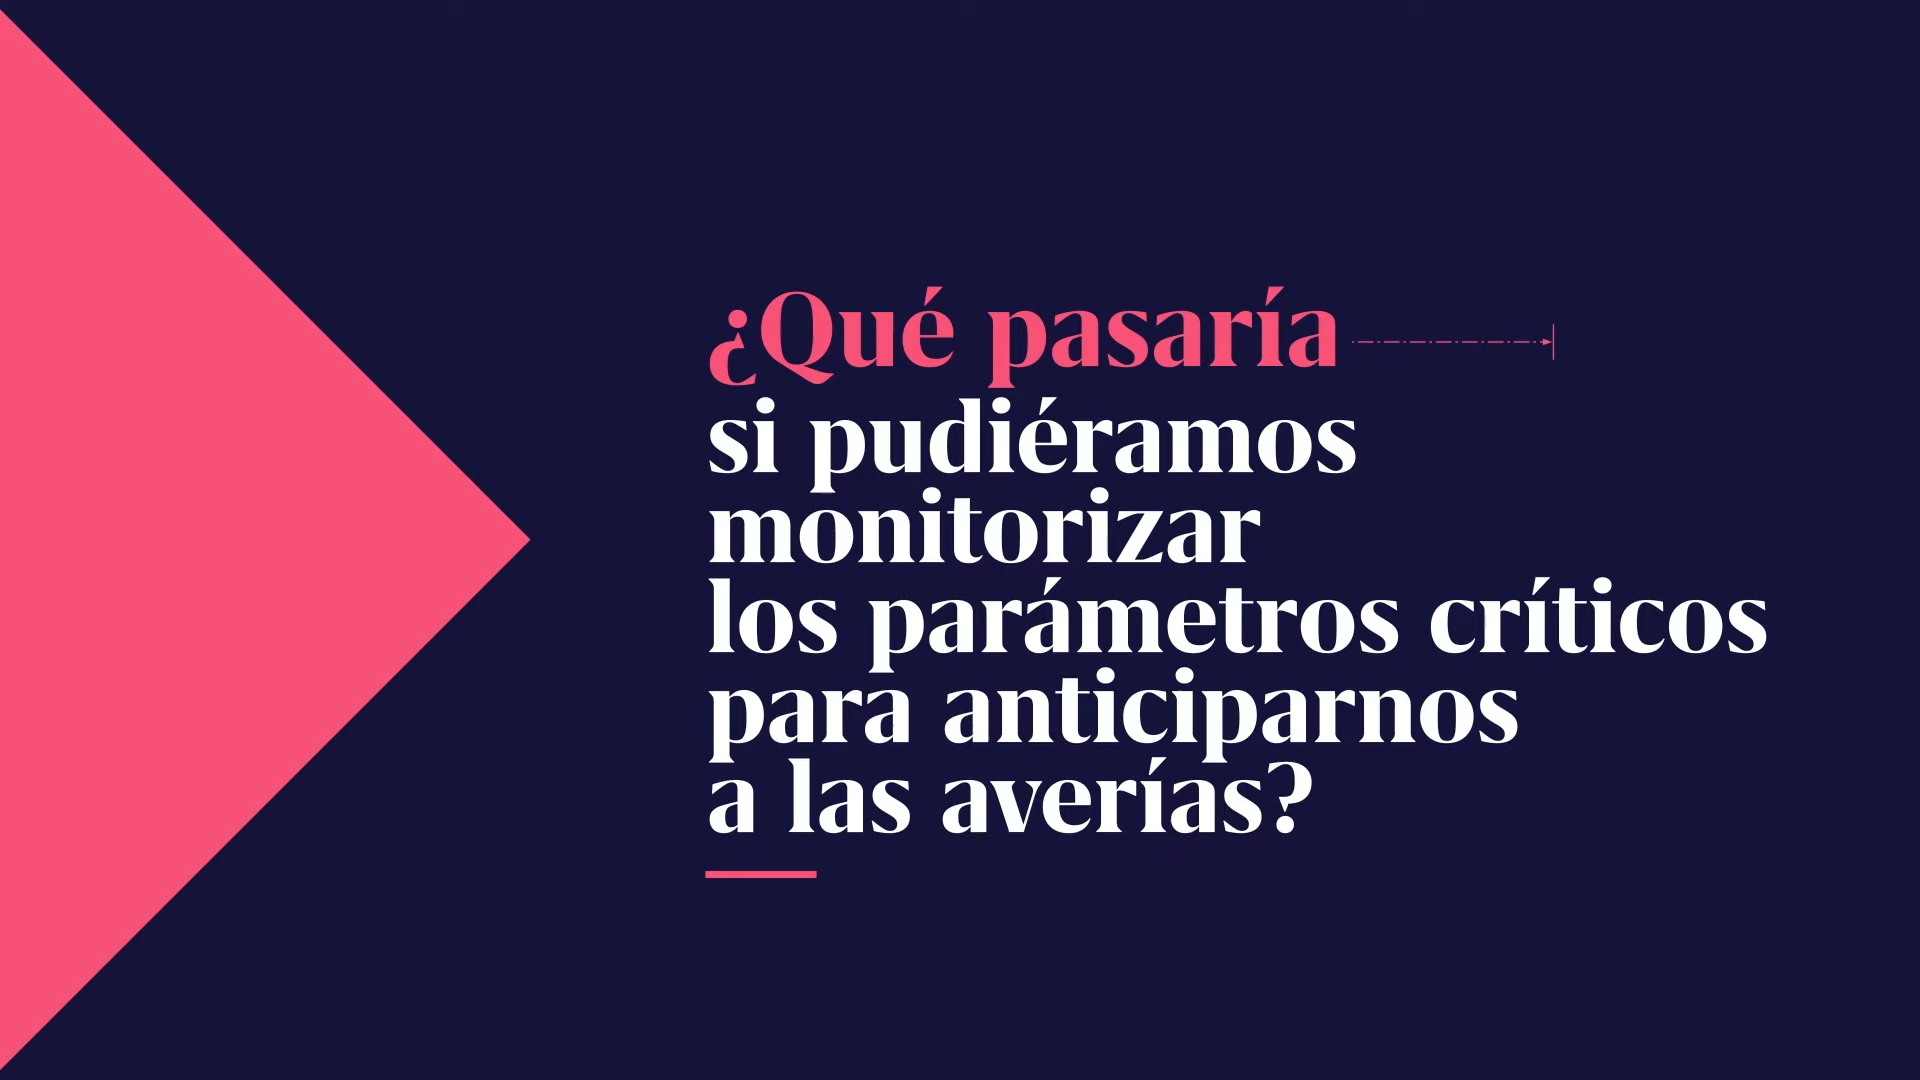 ¿Qué pasaría
si pudiéramos
monitorizar
los parámetros críticos
para anticiparnos
a las averías?